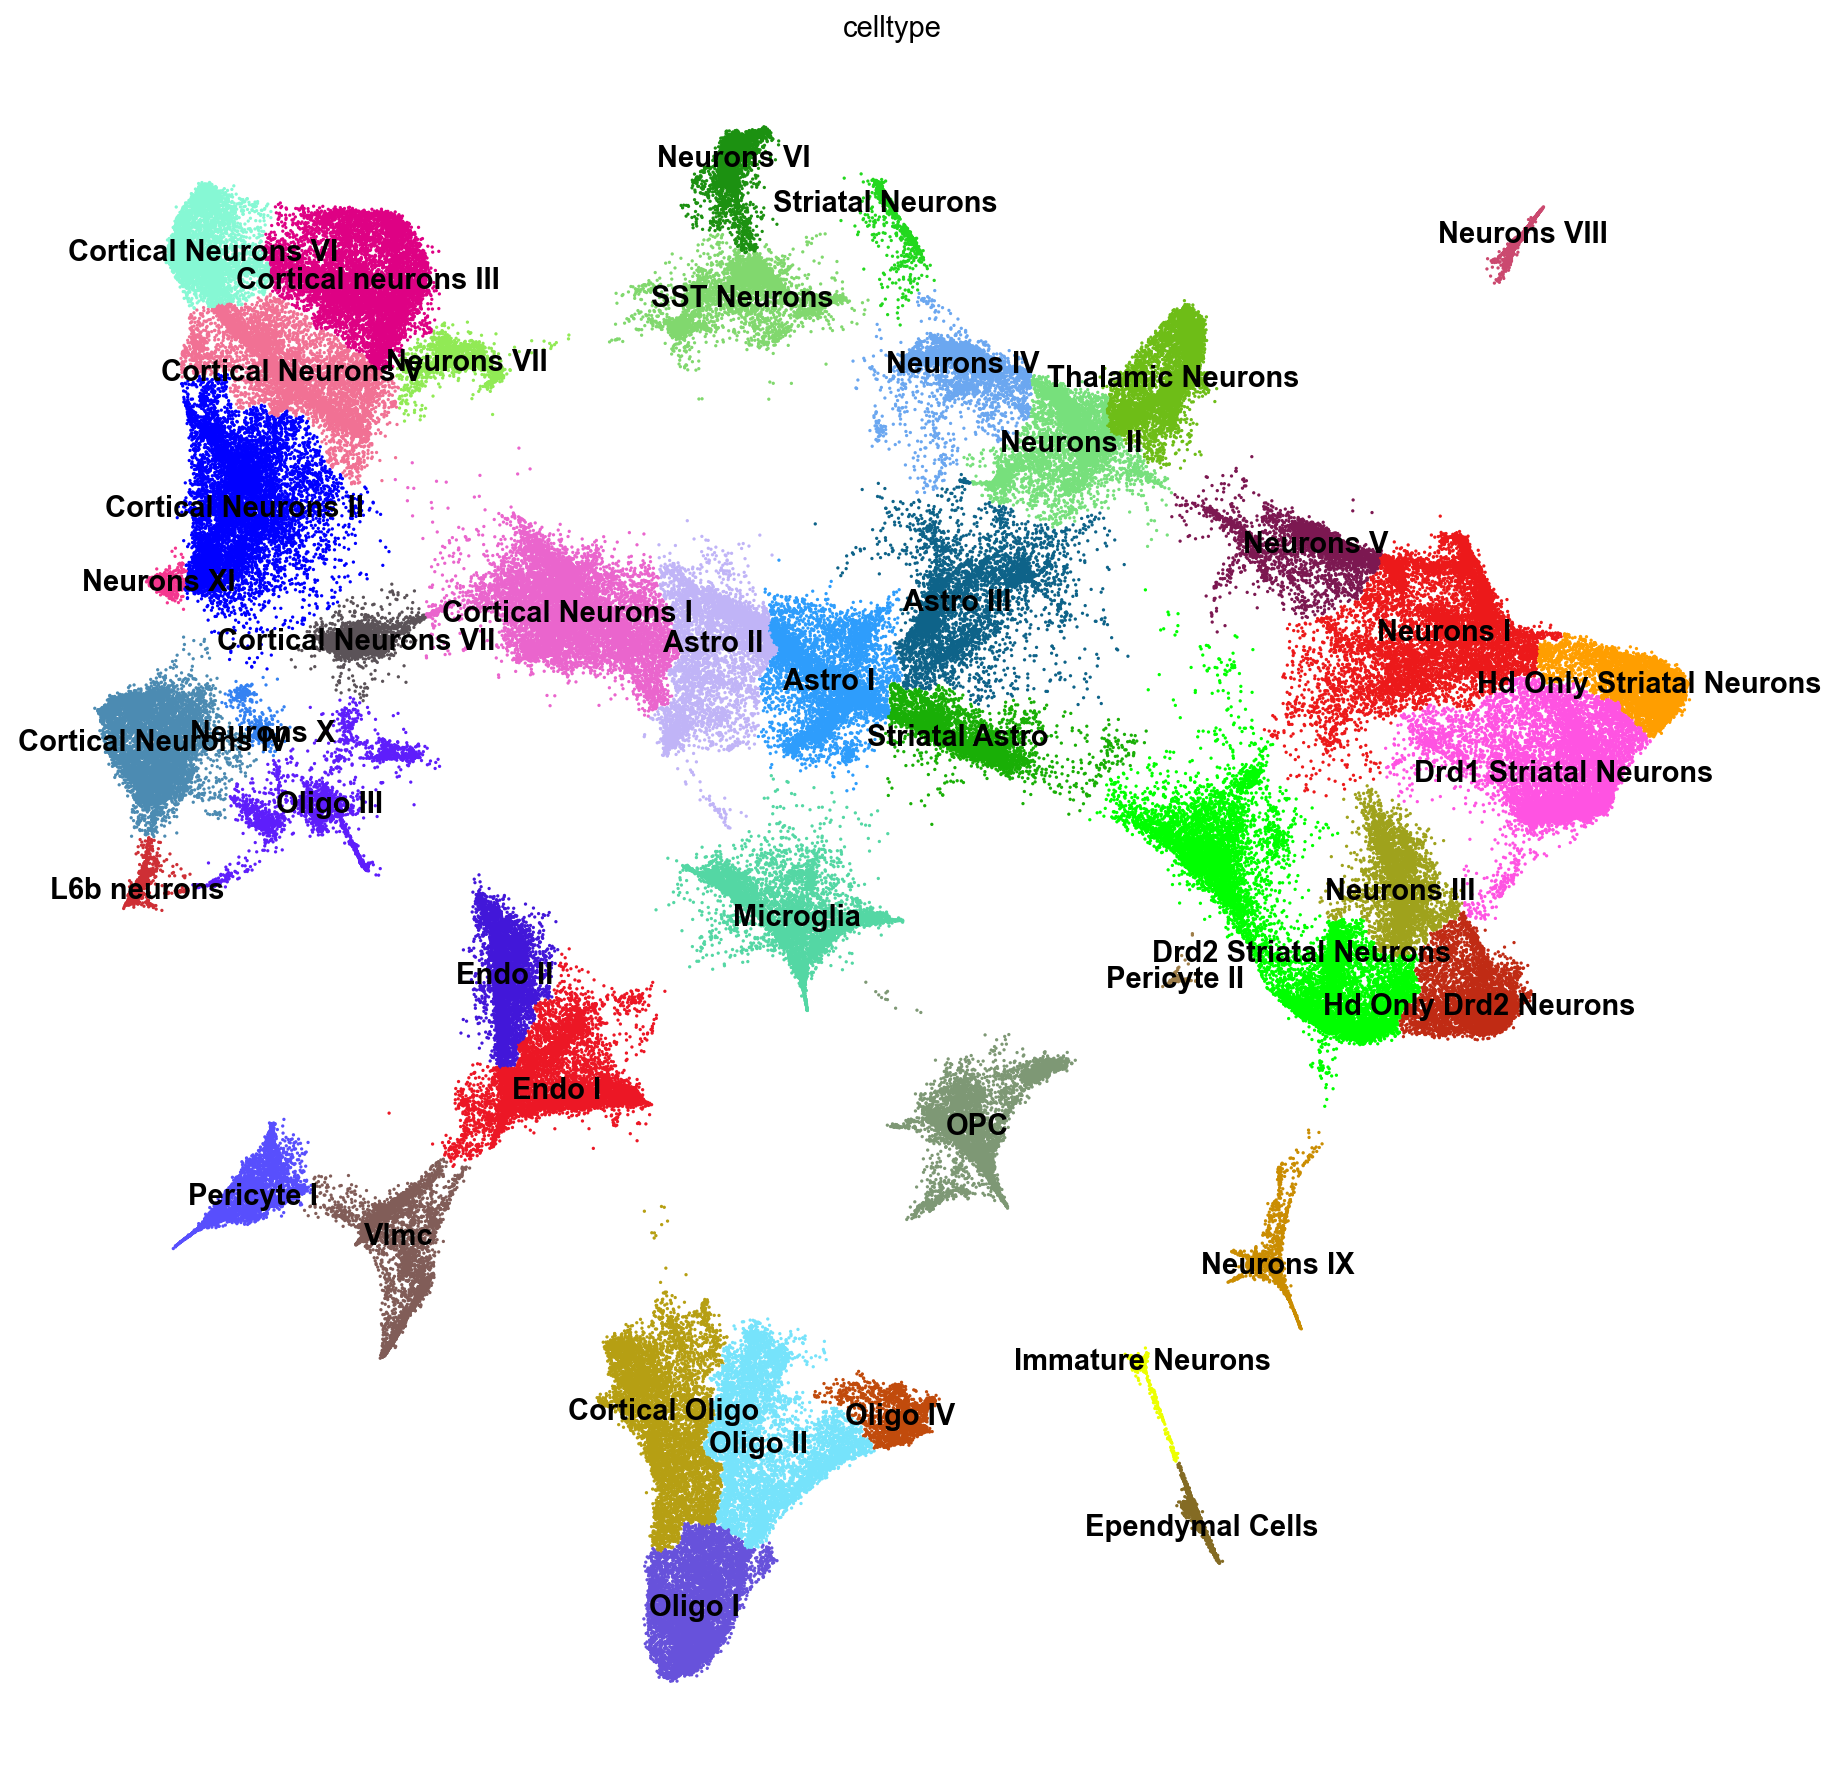 celltype
Neurons VI
Striatal Neurons
Neurons VIII
Cortical Neurons VI
Cortical neurons III
SST Neurons
Neurons VII
Neurons IV
Cortical Neurons V
Thalamic Neurons
Neurons II
Cortical Neurons II
Neurons V
Neurons XI
Astro III
Cortical Neurons I
Neurons I
Cortical Neurons VII
Astro II
Astro I
Hd Only Striatal Neurons
Neurons X
Cortical Neurons IV
Striatal Astro
Drd1 Striatal Neurons
Oligo III
L6b neurons
Neurons III
Microglia
Drd2 Striatal Neurons
Endo II
Pericyte II
Hd Only Drd2 Neurons
Endo I
OPC
Pericyte I
Vlmc
Neurons IX
Immature Neurons
Cortical Oligo
Oligo IV
Oligo II
Ependymal Cells
Oligo I